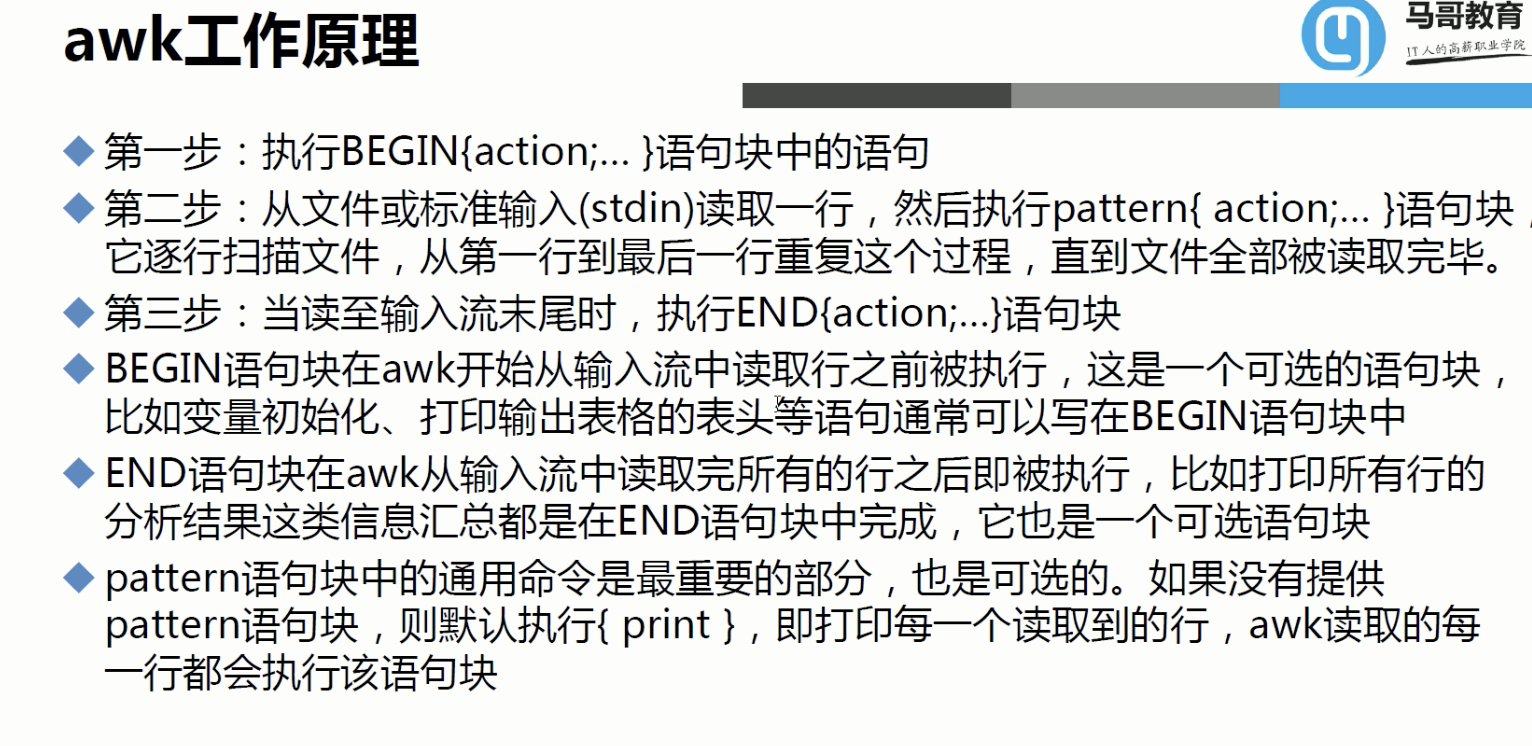 awk工作原理
马哥教育
IT人的高薪职业学院
第一步：执行BEGIN{action;… }语句块中的语句
第二步：从文件或标准输入(stdin)读取一行，然后执行pattern{ action;… }语句块，
它逐行扫描文件，从第一行到最后一行重复这个过程，直到文件全部被读取完毕。
第三步：当读至输入流末尾时，执行END{action;…}语句块
BEGIN语句块在awk开始从输入流中读取行之前被执行，这是一个可选的语句块，
比如变量初始化、打印输出表格的表头等语句通常可以写在BEGIN语句块中
END语句块在awk从输入流中读取完所有的行之后即被执行，比如打印所有行的
分析结果这类信息汇总都是在END语句块中完成，它也是一个可选语句块
pattern语句块中的通用命令是最重要的部分，也是可选的。如果没有提供
pattern语句块，则默认执行{ print }，即打印每一个读取到的行，awk读取的每
一行都会执行该语句块